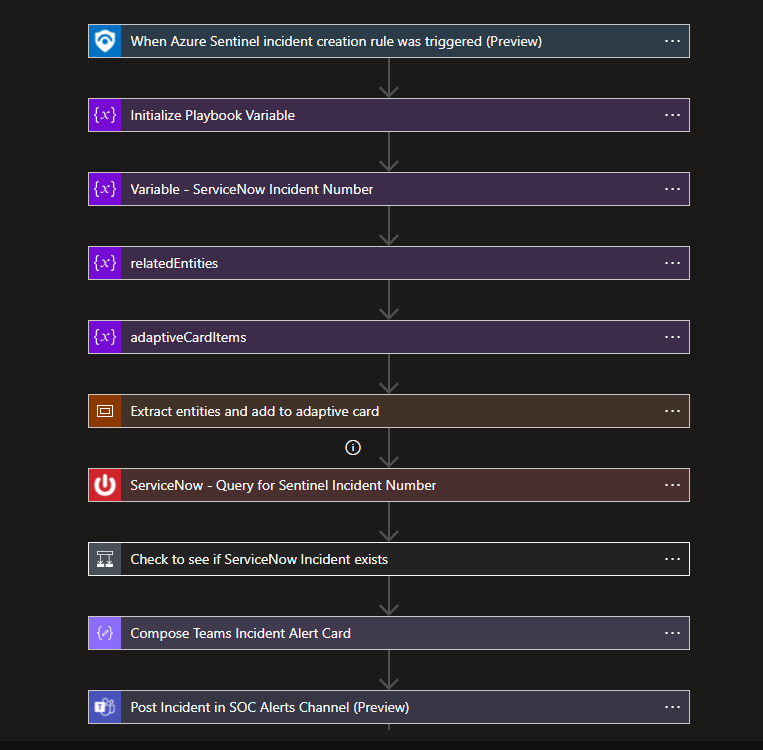 When Azure Sentinel incident creation rule was triggered (Preview)
{x} Initialize Playbook Variable
{x} Variable - ServiceNow Incident Number
{x} relatedEntities
{x} adaptiveCardItems
Extract entities and add to adaptive card
ServiceNow - Query for Sentinel Incident Number
Check to see if ServiceNow Incident exists
Compose Teams Incident Alert Card
Post Incident in SOC Alerts Channel (Preview)